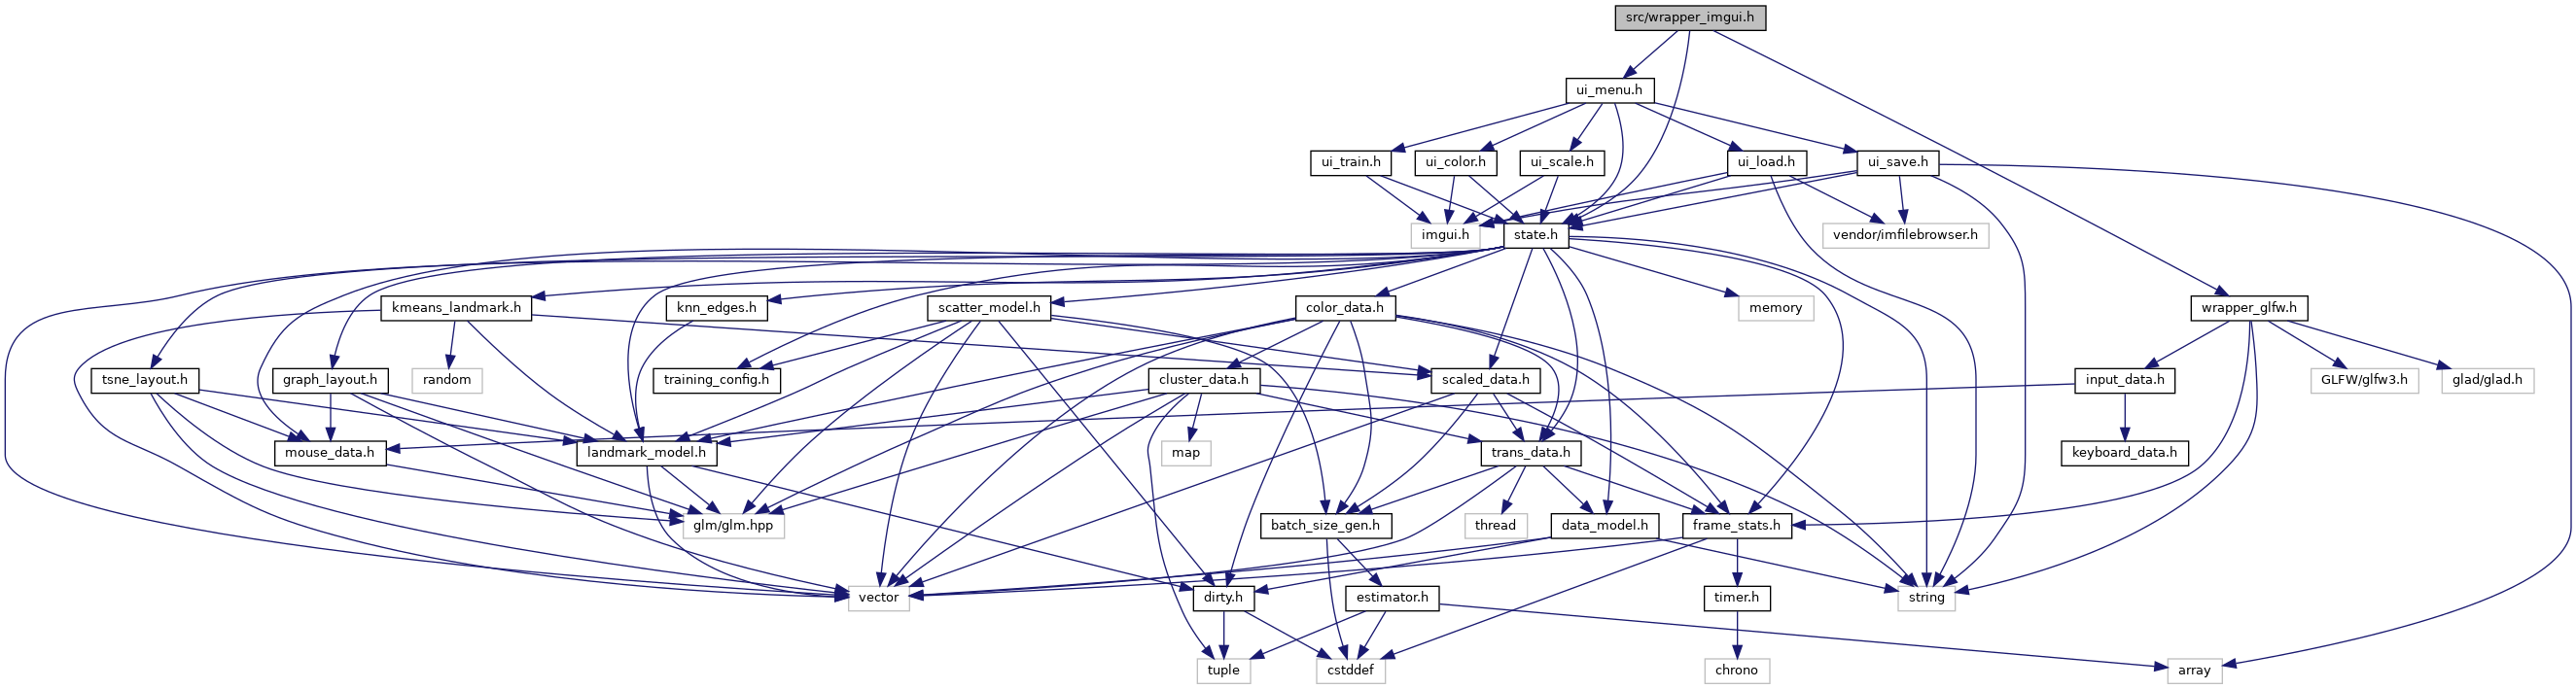 src/wrapper_imgui.h
ui_menu.h
ui_train.h
ui_color.h
ui_scale.h
ui_load.h
ui_save.h
imgui.h
state.h
vendor/imfilebrowser.h
kmeans_landmark.h
knn_edges.h
scatter_model.h
color_data.h
memory
wrapper_glfw.h
tsne_layout.h
graph_layout.h
random
training_config.h
cluster_data.h
scaled_data.h
input_data.h
GLFW/glfw3.h
glad/glad.h
mouse_data.h
landmark_model.h
map
trans_data.h
keyboard_data.h
glm/glm.hpp
batch_size_gen.h
thread
data_model.h
frame_stats.h
vector
dirty.h
estimator.h
timer.h
string
tuple
cstddef
chrono
array